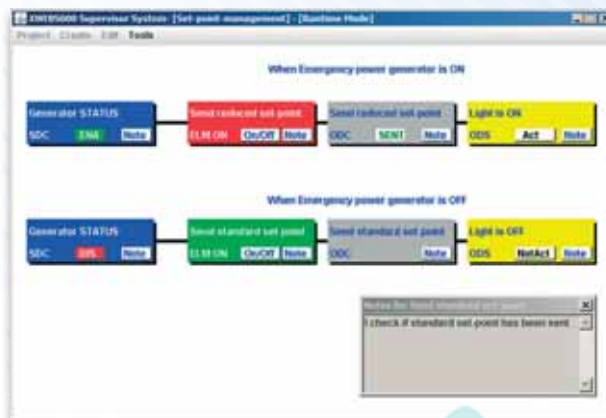 XWEB5000 Supervisor System- [Set-point-management] - [Runtime Mode]
Project Create Edit Tools
When Emergency power generator is ON
Generator STATUS
SDC ENA Note
Send reduced set-point
ELM ON On/Off Note
Send reduced set-point
ODC SENT Note
Light is ON
ODS Act Note
When Emergency power generator is OFF
Generator STATUS
SDC DIS Note
Send standard set point
ELM ON On/Off Note
Send standard set point
ODC Note
Light is OFF
ODS NotAct Note
Notes for Send standard set point
I check if standard set-point has been sent